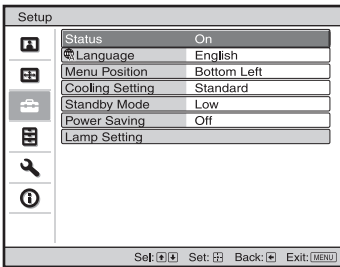 Setup
Status On
Language English
Menu Position Bottom Left
Cooling Setting Standard
Standby Mode Low
Power Saving Off
Lamp Setting
Sel: Set: Back: Exit: MENU